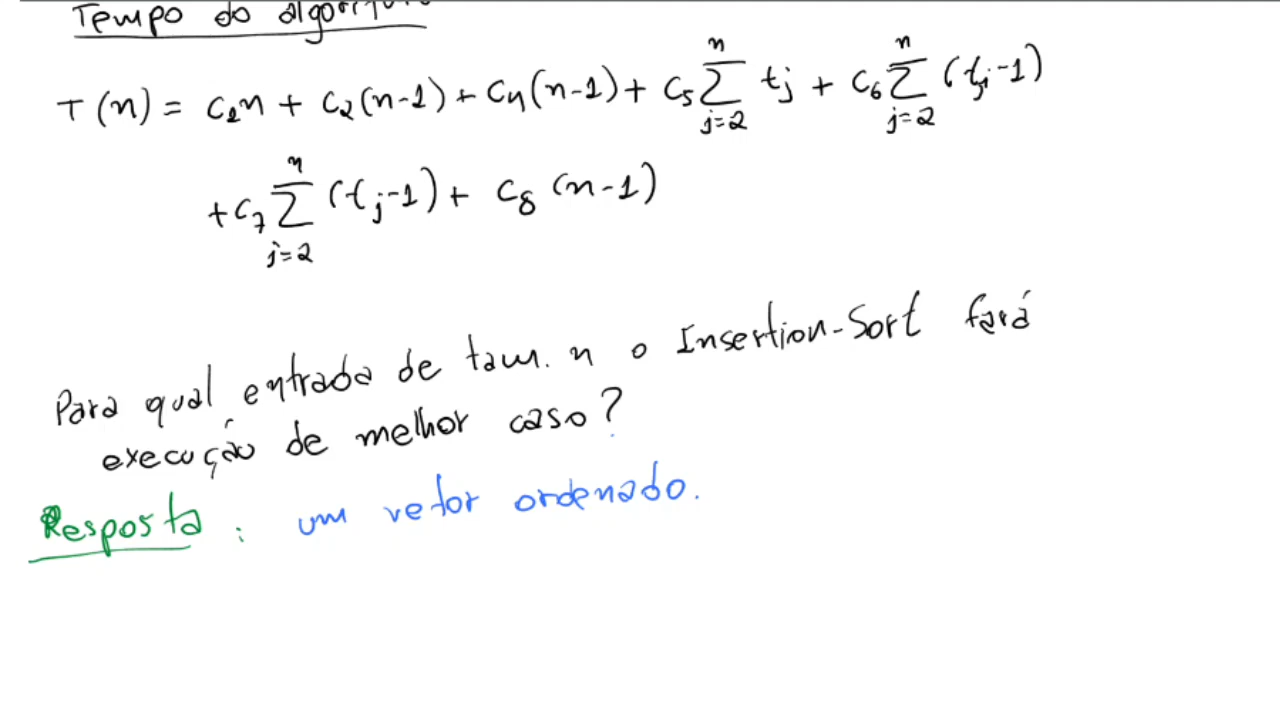 Tempo do algoritmo
T(n) = c₁n + c₂(n-1) + c₄(n-1) + c₅ ∑_{j=2}^{n} tj + c₆ ∑_{j=2}^{n} (tj-1)
+ c₇ ∑_{j=2}^{n} (tj-1) + c₈ (n-1)
Para qual entrada de tam. n o Insertion-Sort fará
execução de melhor caso?
Resposta: um vetor ordenado.